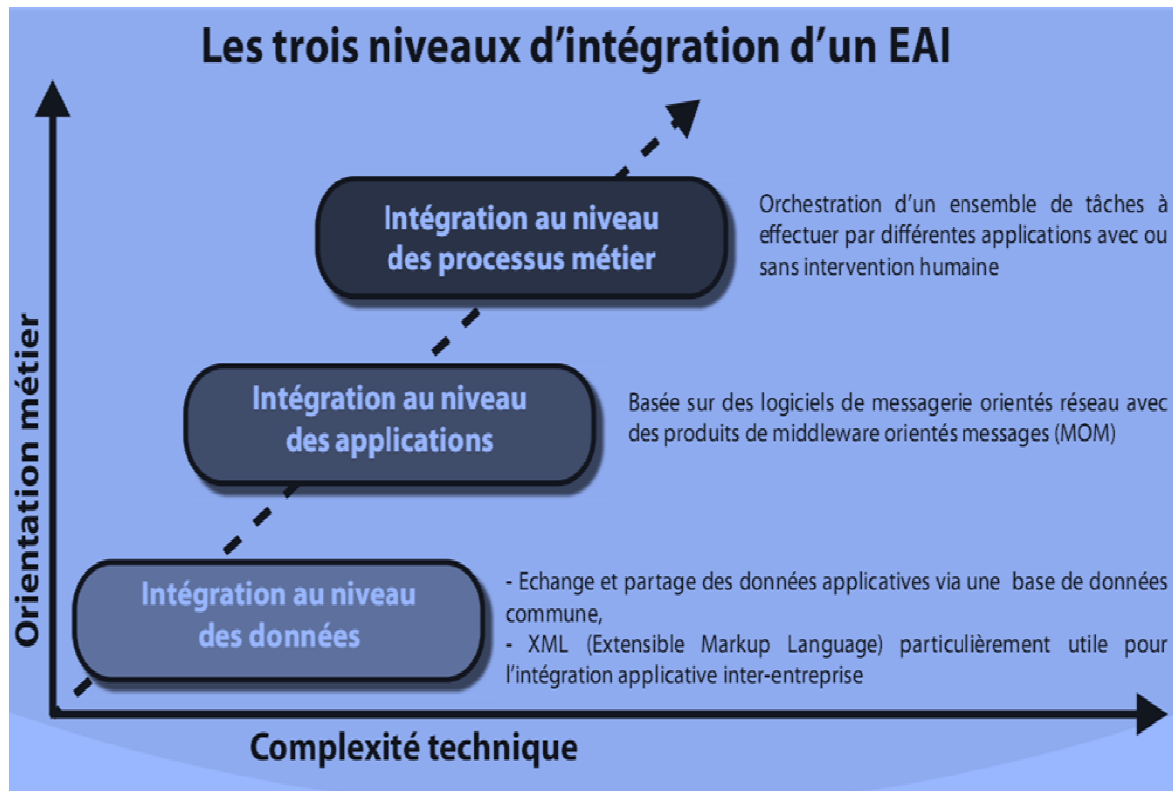 Les trois niveaux d'intégration d'un EAI
Orientation métier
Intégration au niveau
des processus métier
Orchestration d'un ensemble de tâches à
effectuer par différentes applications avec ou
sans intervention humaine
Intégration au niveau
des applications
Basée sur des logiciels de messagerie orientés réseau avec
des produits de middleware orientés messages (MOM)
Intégration au niveau
des données
- Echange et partage des données applicatives via une base de données
commune,
- XML (Extensible Markup Language) particulièrement utile pour
l'intégration applicative inter-entreprise
Complexité technique